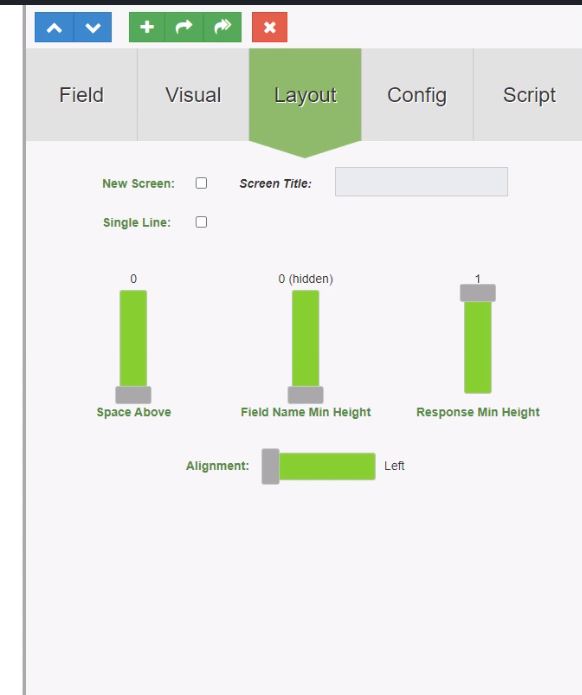 Field Visual Layout Config Script
New Screen: Screen Title:
Single Line:
0 0 (hidden) 1
Space Above Field Name Min Height Response Min Height
Alignment: Left